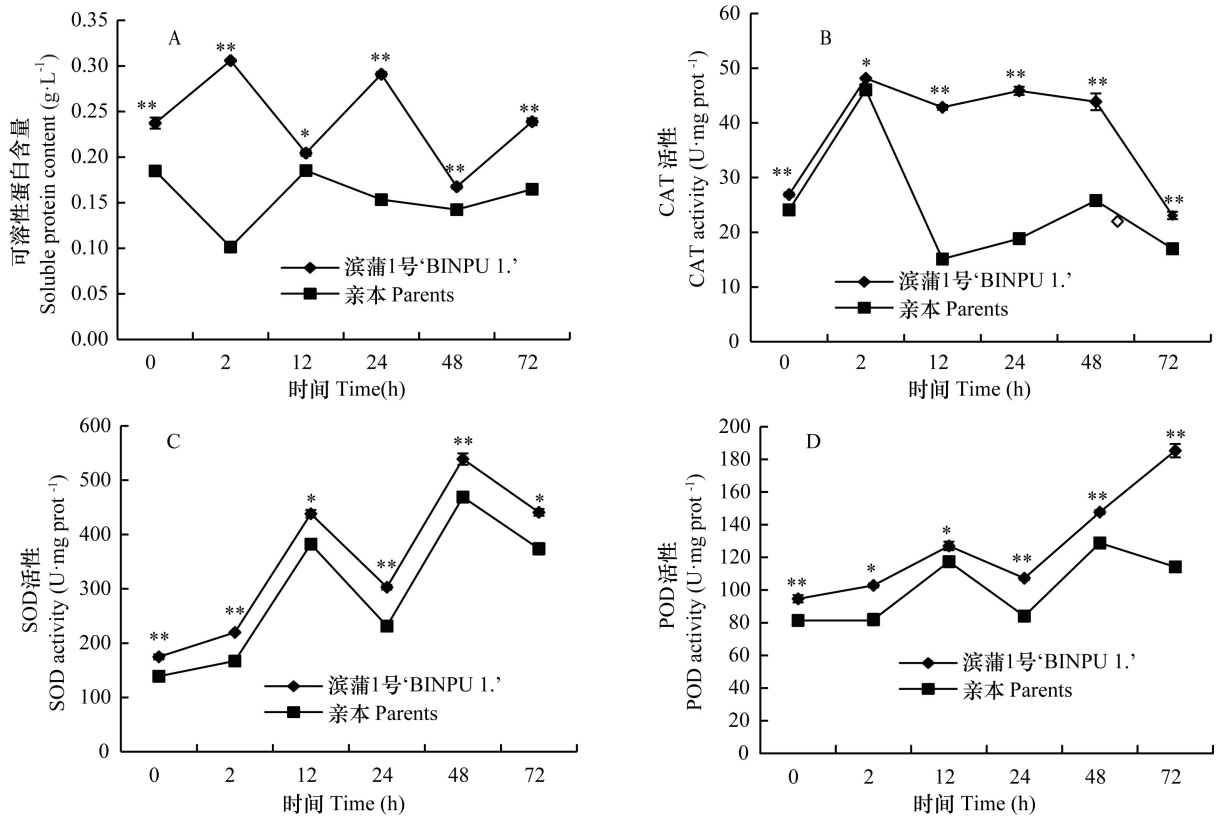 A
可溶性蛋白含量
Soluble protein content (g·L-1)
0.35
0.30
0.25
0.20
0.15
0.10
0.05
0.00
**
**
*
**
**
**
滨蒲1号‘BINPU 1.’
亲本 Parents
0 2 12 24 48 72
时间 Time(h)
B
CAT 活性
CAT activity (U·mg prot -1)
60
50
40
30
20
10
0
**
*
**
**
**
**
滨蒲1号‘BINPU 1.’
亲本 Parents
0 2 12 24 48 72
时间 Time (h)
C
SOD活性
SOD activity (U·mg prot -1)
600
500
400
300
200
100
0
**
**
*
**
**
*
滨蒲1号‘BINPU 1.’
亲本 Parents
0 2 12 24 48 72
时间 Time (h)
D
POD 活性
POD activity (U·mg prot -1)
200
180
160
140
120
100
80
60
40
20
0
**
*
*
**
**
**
滨蒲1号‘BINPU 1.’
亲本 Parents
0 2 12 24 48 72
时间 Time (h)